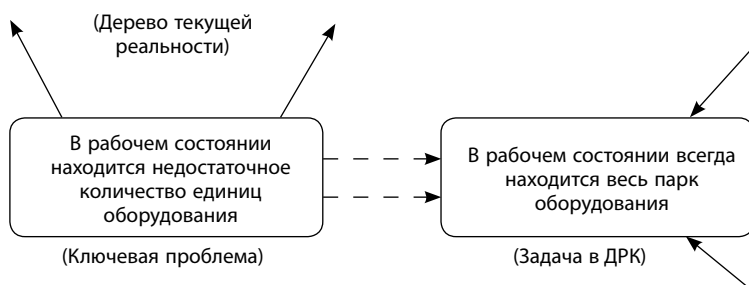 (Дерево текущей
реальности)
В рабочем состоянии
находится недостаточное
количество единиц
оборудования
(Ключевая проблема)
В рабочем состоянии всегда
находится весь парк
оборудования
(Задача в ДРК)